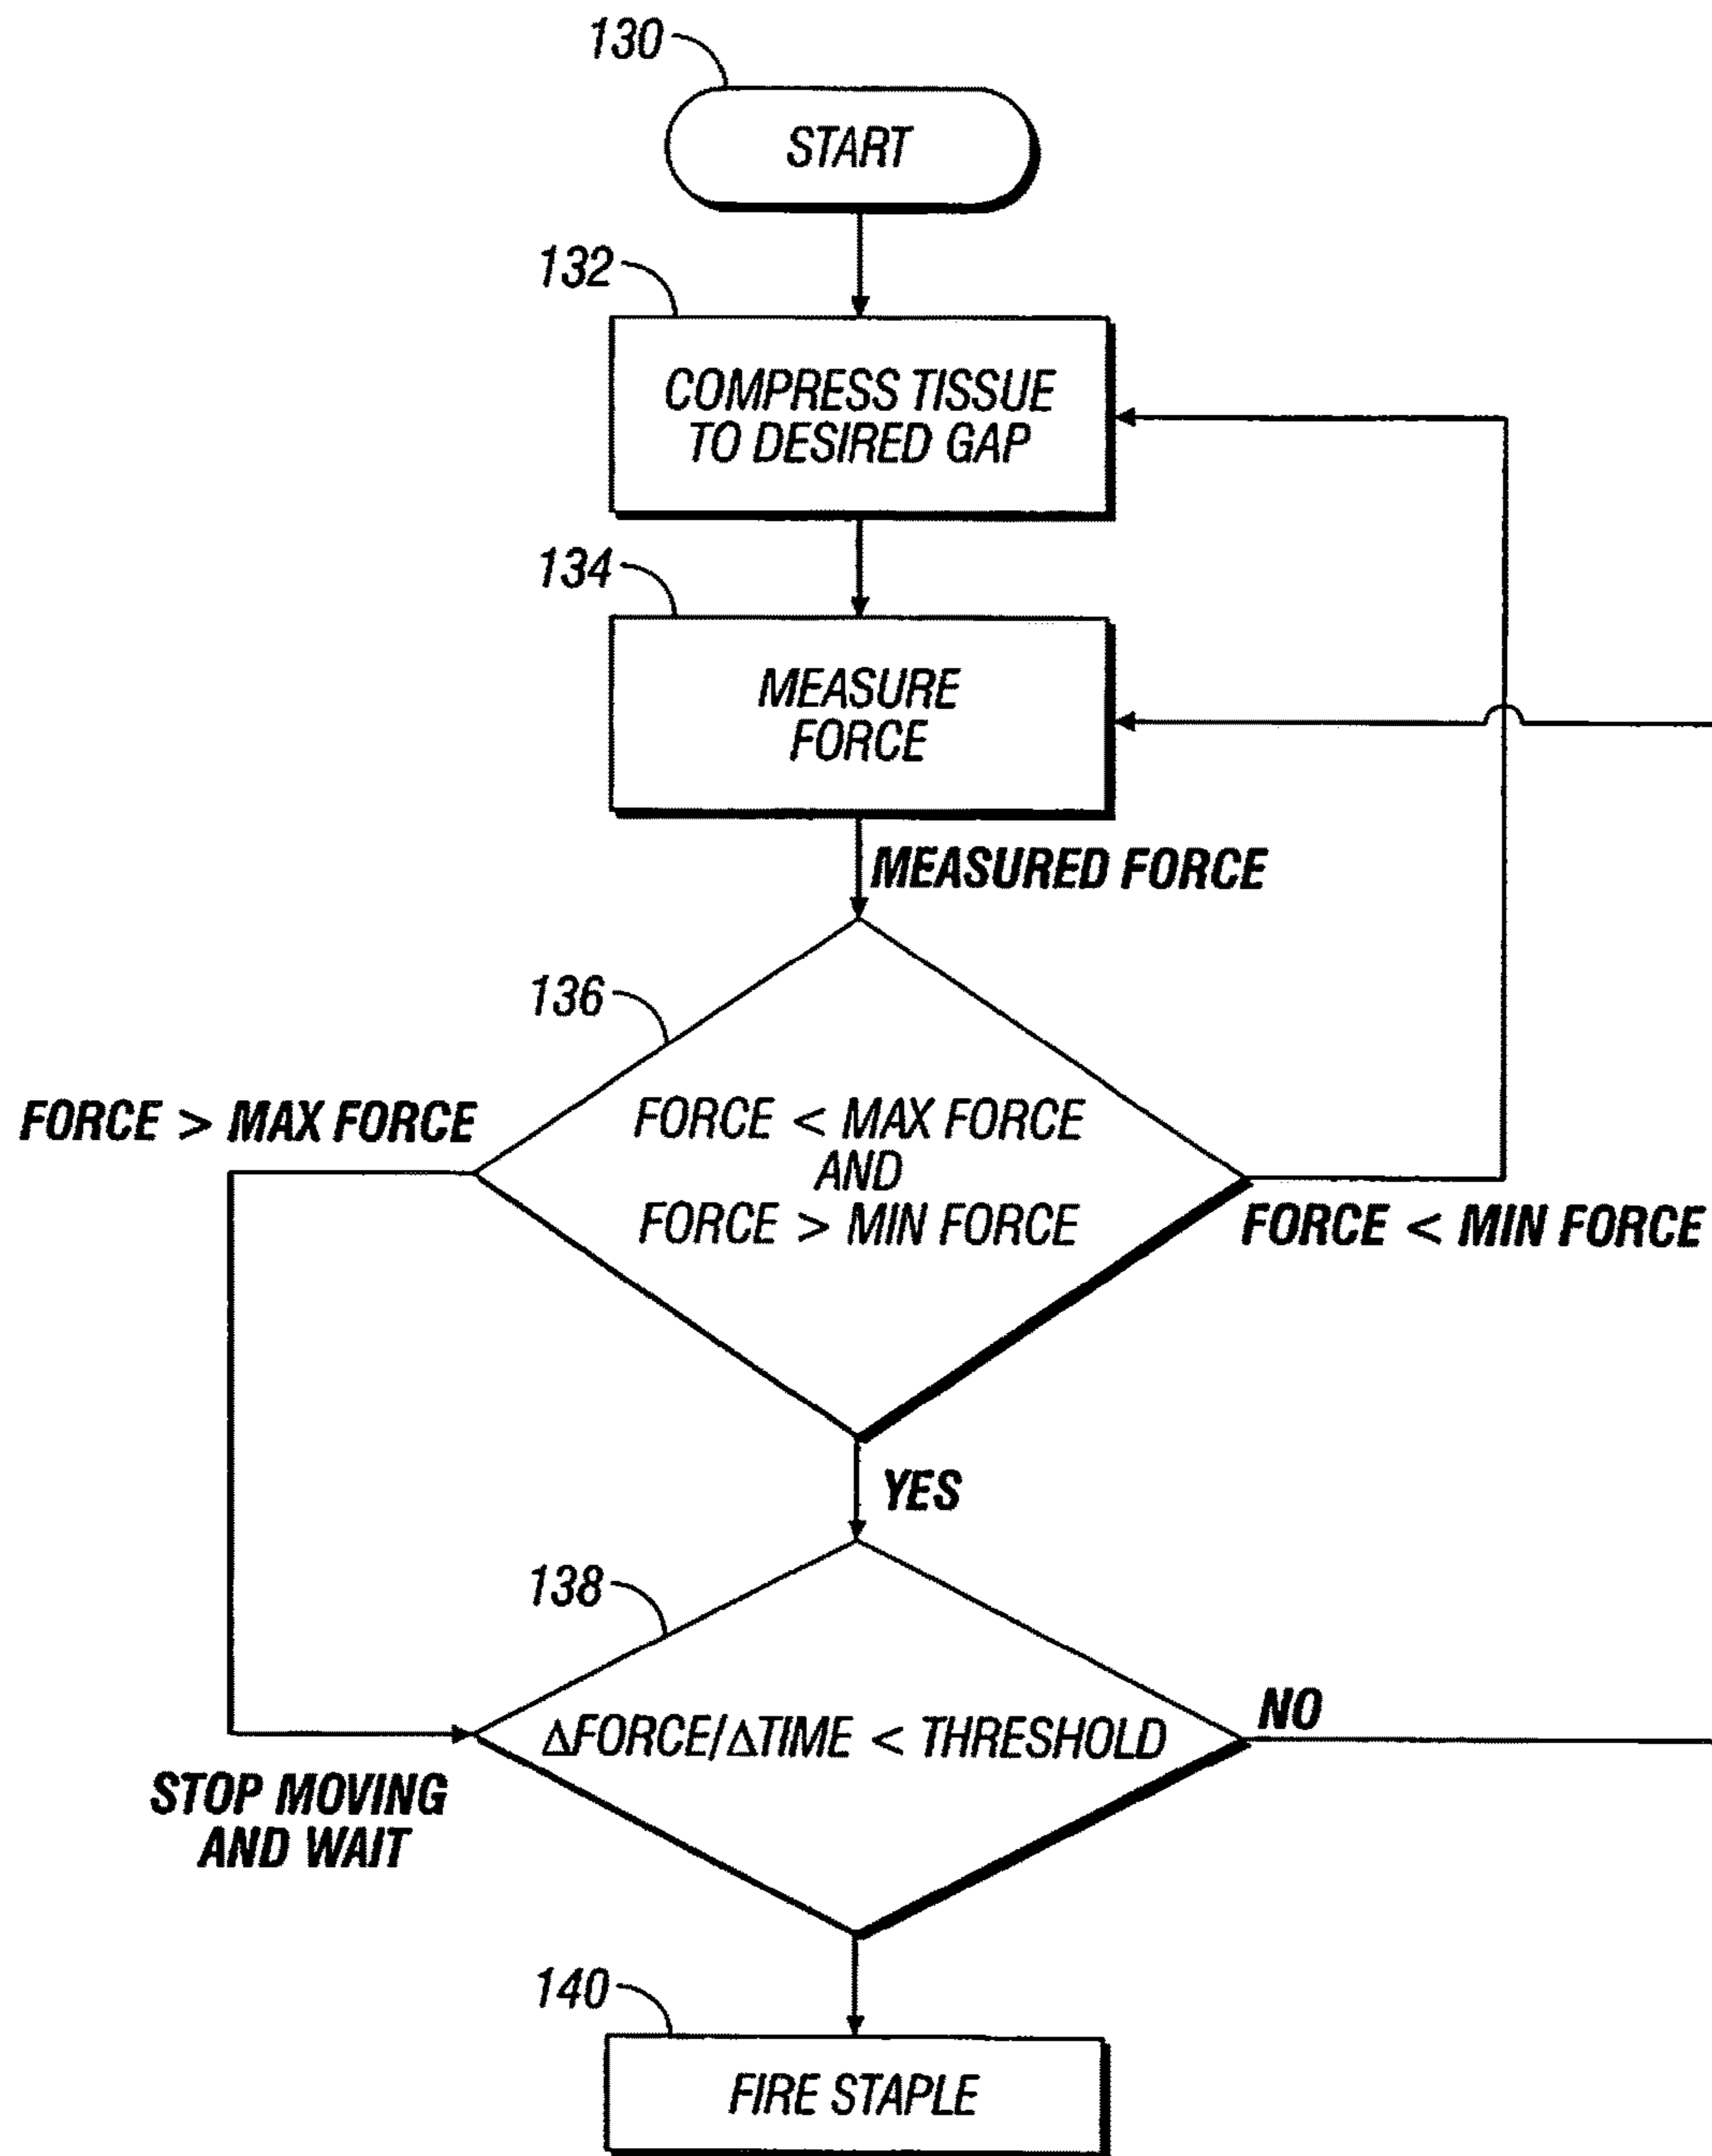 130
START
132
COMPRESS TISSUE
TO DESIRED GAP
134
MEASURE
FORCE
MEASURED FORCE
136
FORCE > MAX FORCE
FORCE < MAX FORCE
AND
FORCE > MIN FORCE
FORCE < MIN FORCE
YES
138
ΔFORCE/ΔTIME < THRESHOLD
NO
STOP MOVING
AND WAIT
140
FIRE STAPLE